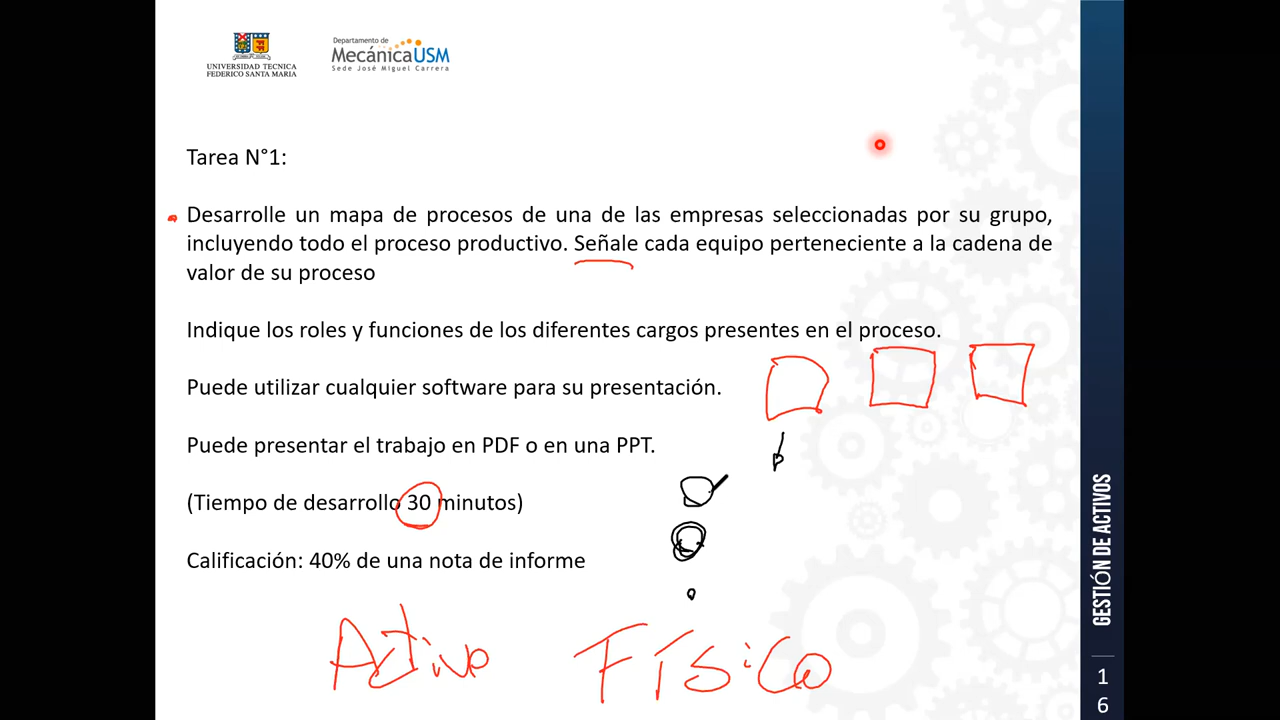 UNIVERSIDAD TECNICA
FEDERICO SANTA MARIA
Departamento de
MecánicaUSM
Sede José Miguel Carrera
Tarea N°1:
Desarrolle un mapa de procesos de una de las empresas seleccionadas por su grupo,
incluyendo todo el proceso productivo. Señale cada equipo perteneciente a la cadena de
valor de su proceso
Indique los roles y funciones de los diferentes cargos presentes en el proceso.
Puede utilizar cualquier software para su presentación.
Puede presentar el trabajo en PDF o en una PPT.
(Tiempo de desarrollo 30 minutos)
Calificación: 40% de una nota de informe
Activo Físico
GESTIÓN DE ACTIVOS
1
6